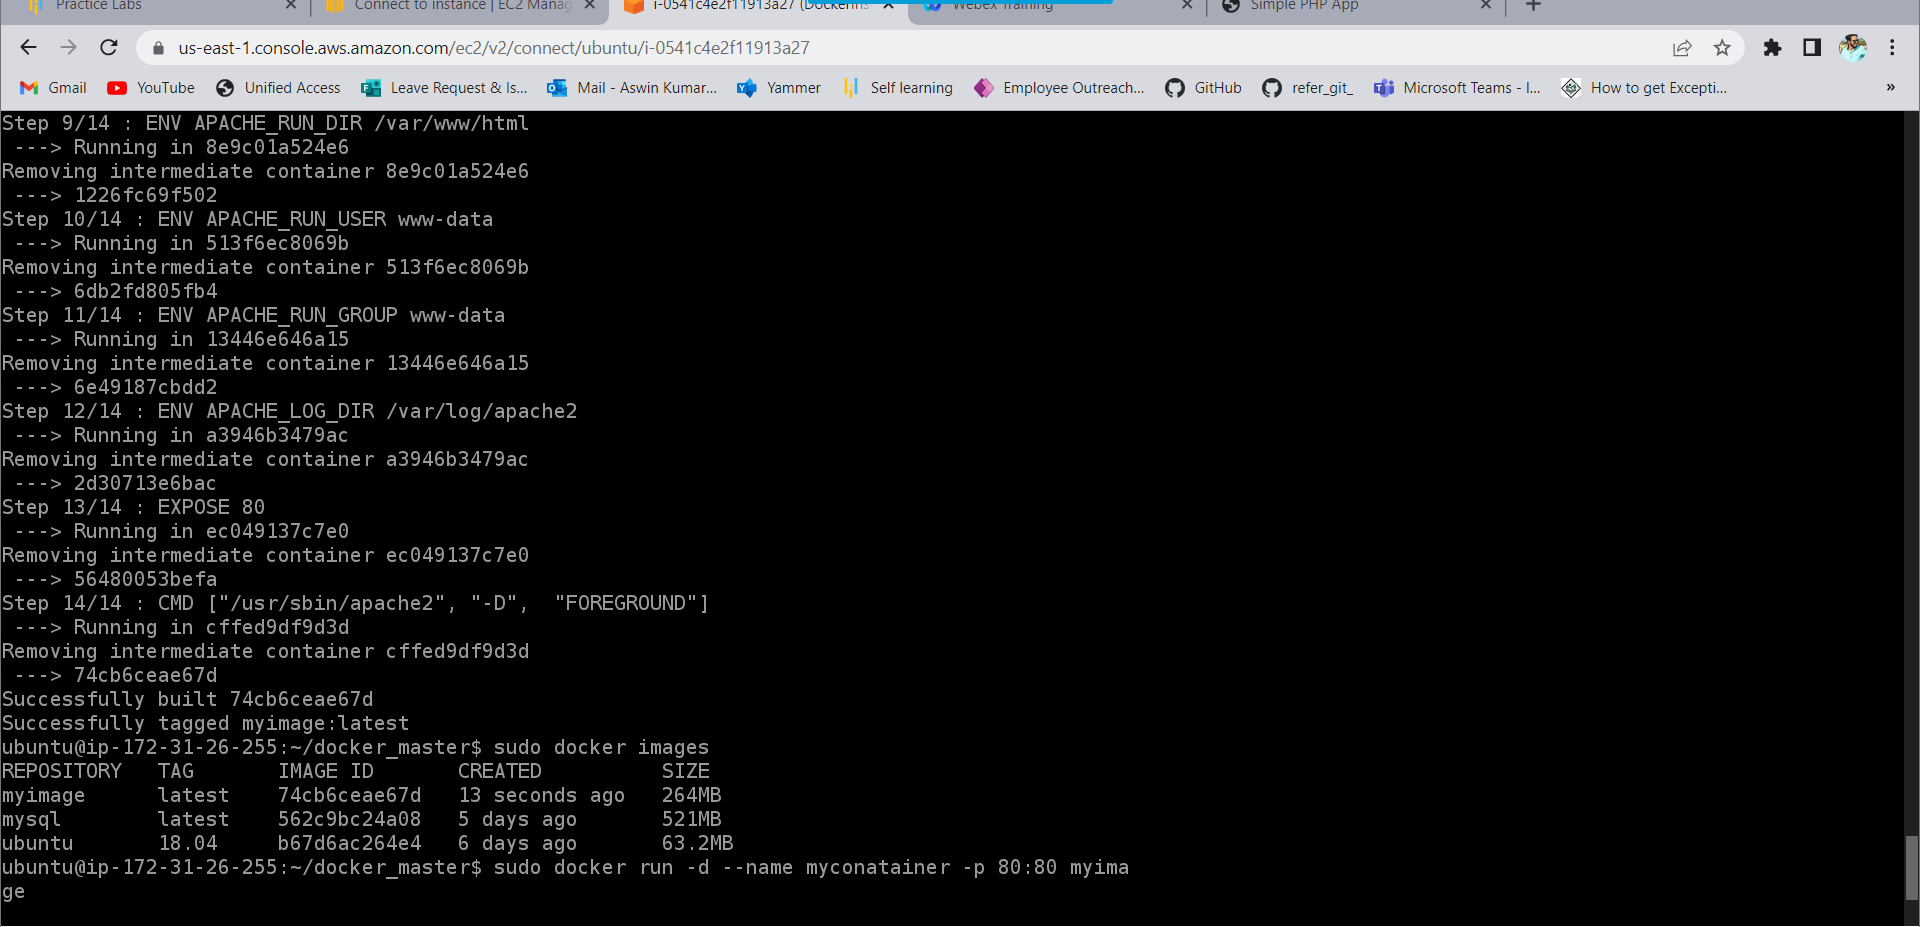 Practice Labs
Connect to instance | EC2 Manag
i-0541c4e2f11913a27 (Dockerins
Webex Training
Simple PHP App
us-east-1.console.aws.amazon.com/ec2/v2/connect/ubuntu/i-0541c4e2f11913a27
Gmail
YouTube
Unified Access
Leave Request & Is...
Mail - Aswin Kumar...
Yammer
Self learning
Employee Outreach...
GitHub
refer_git_
Microsoft Teams - I...
How to get Excepti...
»
Step 9/14 : ENV APACHE_RUN_DIR /var/www/html
 ---> Running in 8e9c01a524e6
Removing intermediate container 8e9c01a524e6
 ---> 1226fc69f502
Step 10/14 : ENV APACHE_RUN_USER www-data
 ---> Running in 513f6ec8069b
Removing intermediate container 513f6ec8069b
 ---> 6db2fd805fb4
Step 11/14 : ENV APACHE_RUN_GROUP www-data
 ---> Running in 13446e646a15
Removing intermediate container 13446e646a15
 ---> 6e49187cbdd2
Step 12/14 : ENV APACHE_LOG_DIR /var/log/apache2
 ---> Running in a3946b3479ac
Removing intermediate container a3946b3479ac
 ---> 2d30713e6bac
Step 13/14 : EXPOSE 80
 ---> Running in ec049137c7e0
Removing intermediate container ec049137c7e0
 ---> 56480053befa
Step 14/14 : CMD ["/usr/sbin/apache2", "-D",  "FOREGROUND"]
 ---> Running in cffed9df9d3d
Removing intermediate container cffed9df9d3d
 ---> 74cb6ceae67d
Successfully built 74cb6ceae67d
Successfully tagged myimage:latest
ubuntu@ip-172-31-26-255:~/docker_master$ sudo docker images
REPOSITORY   TAG       IMAGE ID       CREATED          SIZE
myimage      latest    74cb6ceae67d   13 seconds ago   264MB
mysql        latest    562c9bc24a08   5 days ago       521MB
ubuntu       18.04     b67d6ac264e4   6 days ago       63.2MB
ubuntu@ip-172-31-26-255:~/docker_master$ sudo docker run -d --name myconatainer -p 80:80 myima
ge